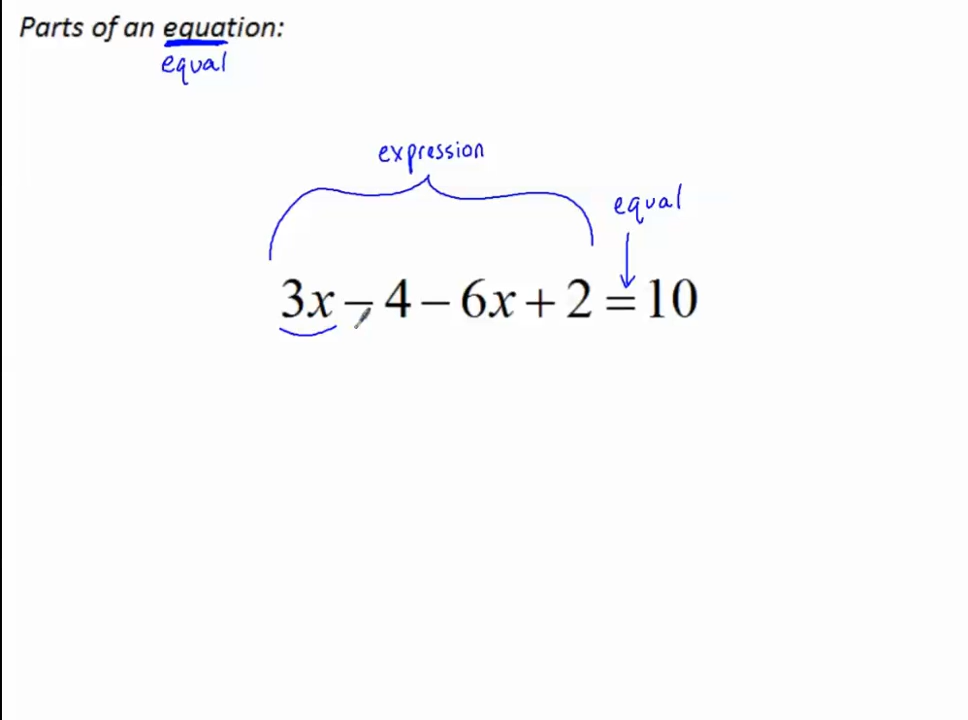 Parts of an equation:
equal
expression
equal
3x – 4 – 6x + 2 = 10